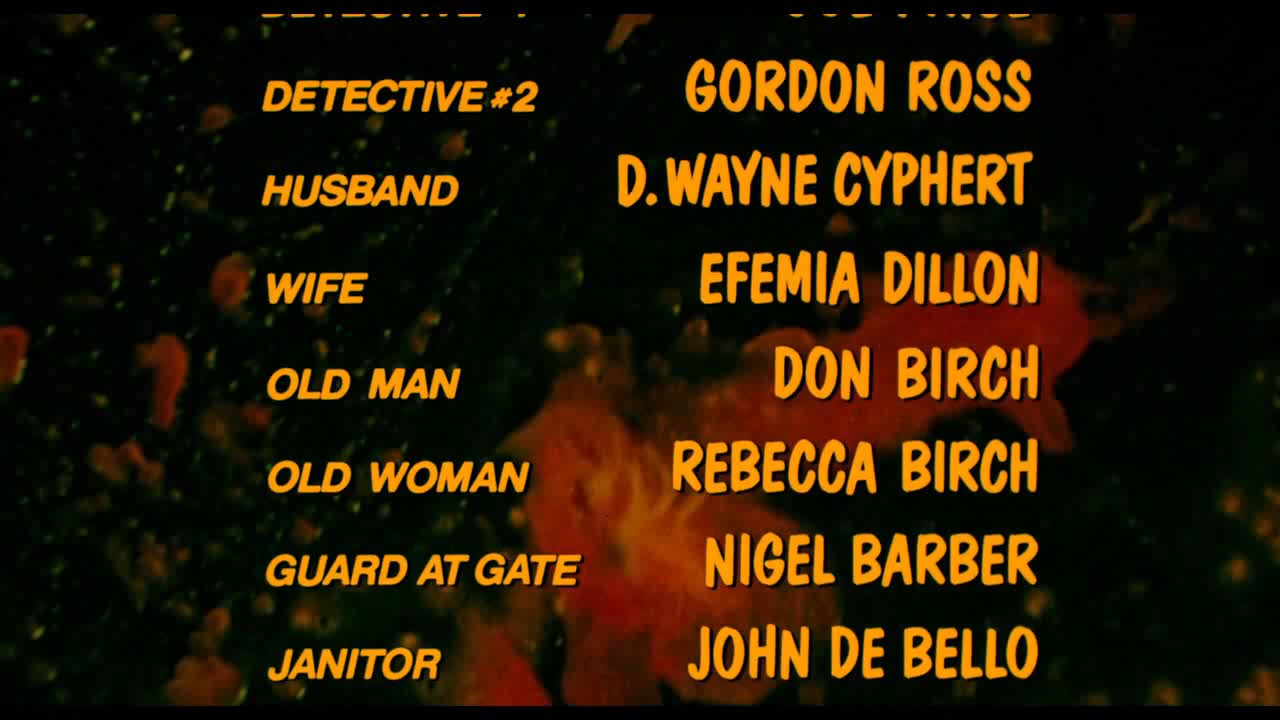 DETECTIVE #2 GORDON ROSS
HUSBAND D. WAYNE CYPHERT
WIFE EFEMIA DILLON
OLD MAN DON BIRCH
OLD WOMAN REBECCA BIRCH
GUARD AT GATE NIGEL BARBER
JANITOR JOHN DE BELLO